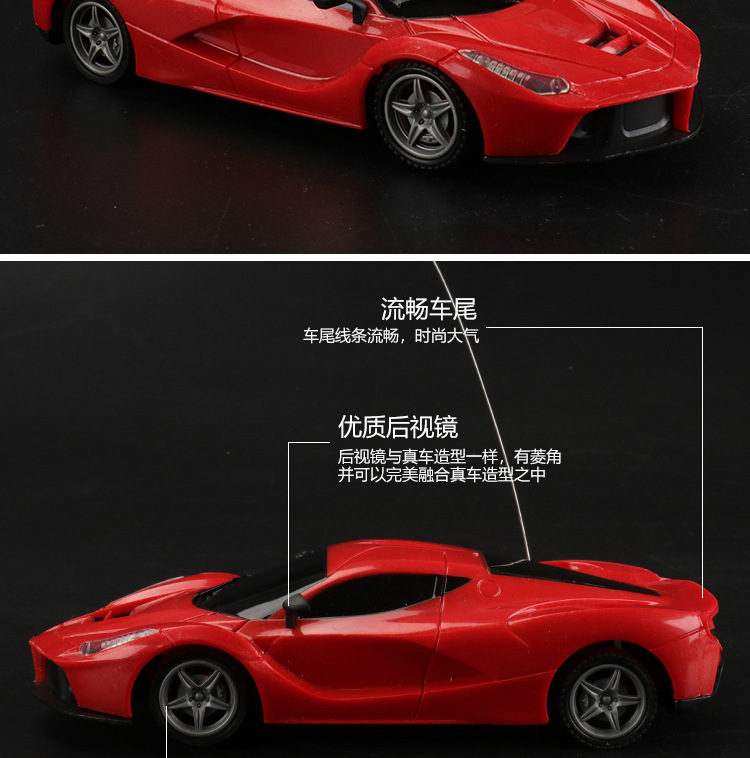 流畅车尾
车尾线条流畅，时尚大气
优质后视镜
后视镜与真车造型一样，有菱角
并可以完美融合真车造型之中